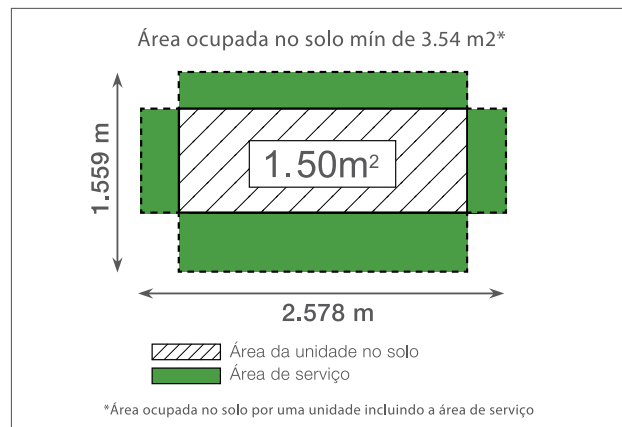 Área ocupada no solo mín de 3.54 m2*
1.50m²
1.559 m
2.578 m
Área da unidade no solo
Área de serviço
*Área ocupada no solo por uma unidade incluindo a área de serviço